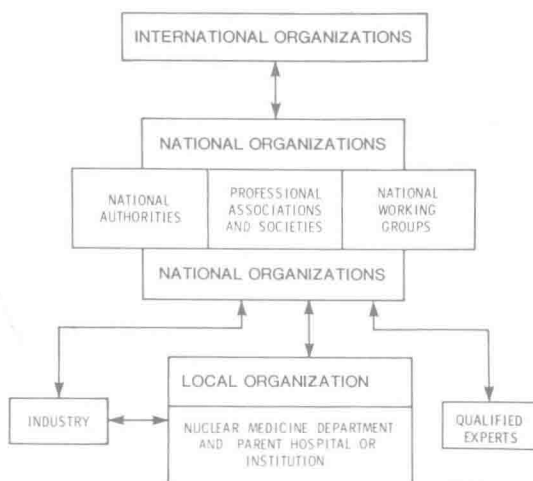 INTERNATIONAL ORGANIZATIONS
NATIONAL ORGANIZATIONS
NATIONAL
AUTHORITIES
PROFESSIONAL
ASSOCIATIONS
AND SOCIETIES
NATIONAL
WORKING
GROUPS
NATIONAL ORGANIZATIONS
LOCAL ORGANIZATION
INDUSTRY
NUCLEAR MEDICINE DEPARTMENT
AND PARENT HOSPITAL OR
INSTITUTION
QUALIFIED
EXPERTS